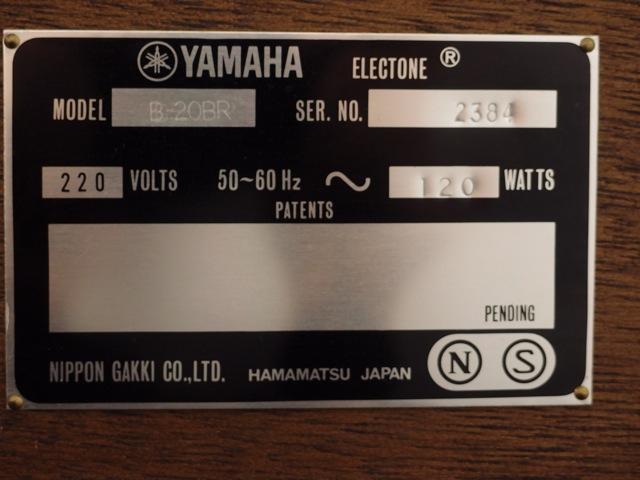 YAMAHA ELECTONE ®
MODEL B-20BR SER. NO. 2384
220 VOLTS 50~60 Hz ~ 120 WATTS
PATENTS
PENDING
NIPPON GAKKI CO.,LTD. HAMAMATSU JAPAN N S